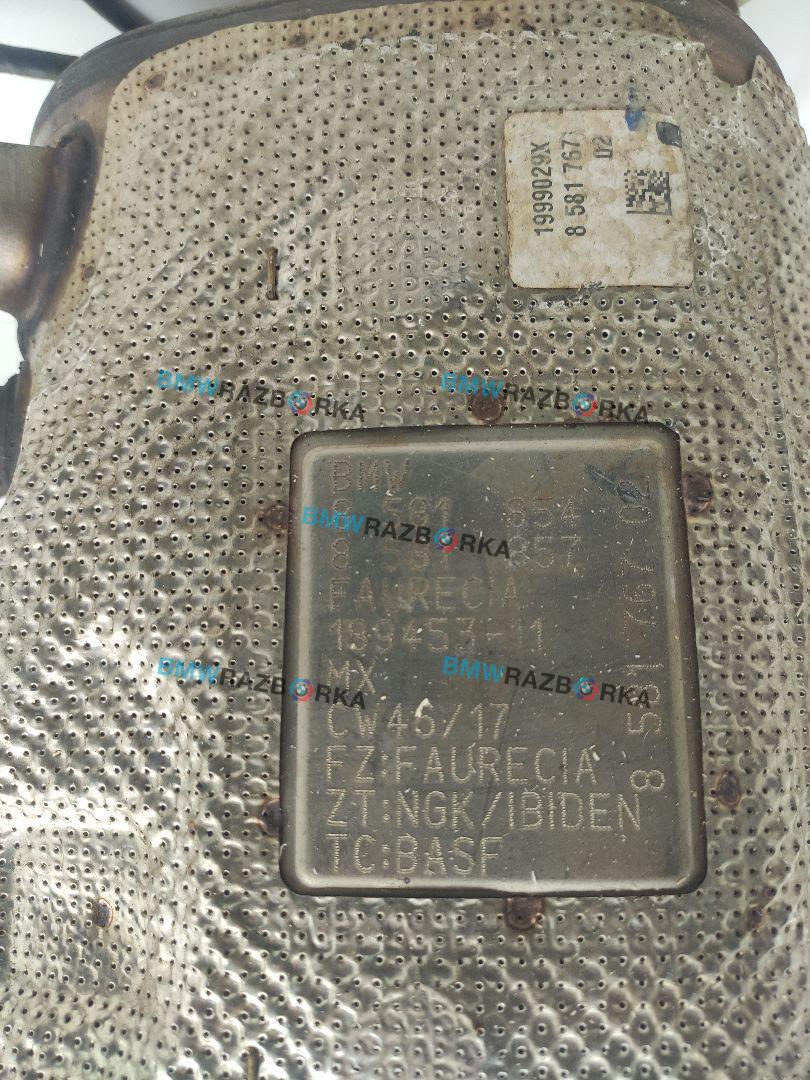 1999029X
8 581 767
02
BMWRAZBORKA
BMWRAZBORKA
BMW
BMWRAZBORKA
FAURECIA
189453-11
MX
BMWRAZBORKA
BMWRAZBORKA
CW45/17
FZ:FAURECIA
ZT:NGK/IBIDEN
TC:BASF
8 581 767-02